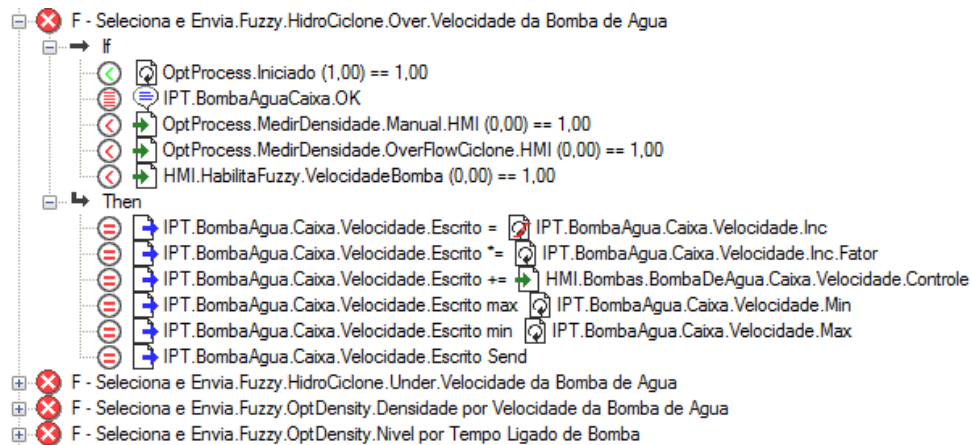 F - Seleciona e Envia.Fuzzy.HidroCiclone.Over.Velocidade da Bomba de Agua
If
OptProcess.Iniciado (1,00) == 1,00
IPT.BombaAguaCaixa.OK
OptProcess.MedirDensidade.Manual.HMI (0,00) == 1,00
OptProcess.MedirDensidade.OverFlowCiclone.HMI (0,00) == 1,00
HMI.HabilitaFuzzy.VelocidadeBomba (0,00) == 1,00
Then
IPT.BombaAgua.Caixa.Velocidade.Escrito = IPT.BombaAgua.Caixa.Velocidade.Inc
IPT.BombaAgua.Caixa.Velocidade.Escrito *= IPT.BombaAgua.Caixa.Velocidade.Inc.Fator
IPT.BombaAgua.Caixa.Velocidade.Escrito += HMI.Bombas.BombaDeAgua.Caixa.Velocidade.Controle
IPT.BombaAgua.Caixa.Velocidade.Escrito max IPT.BombaAgua.Caixa.Velocidade.Min
IPT.BombaAgua.Caixa.Velocidade.Escrito min IPT.BombaAgua.Caixa.Velocidade.Max
IPT.BombaAgua.Caixa.Velocidade.Escrito Send
F - Seleciona e Envia.Fuzzy.HidroCiclone.Under.Velocidade da Bomba de Agua
F - Seleciona e Envia.Fuzzy.OptDensity.Densidade por Velocidade da Bomba de Agua
F - Seleciona e Envia.Fuzzy.OptDensity.Nivel por Tempo Ligado de Bomba